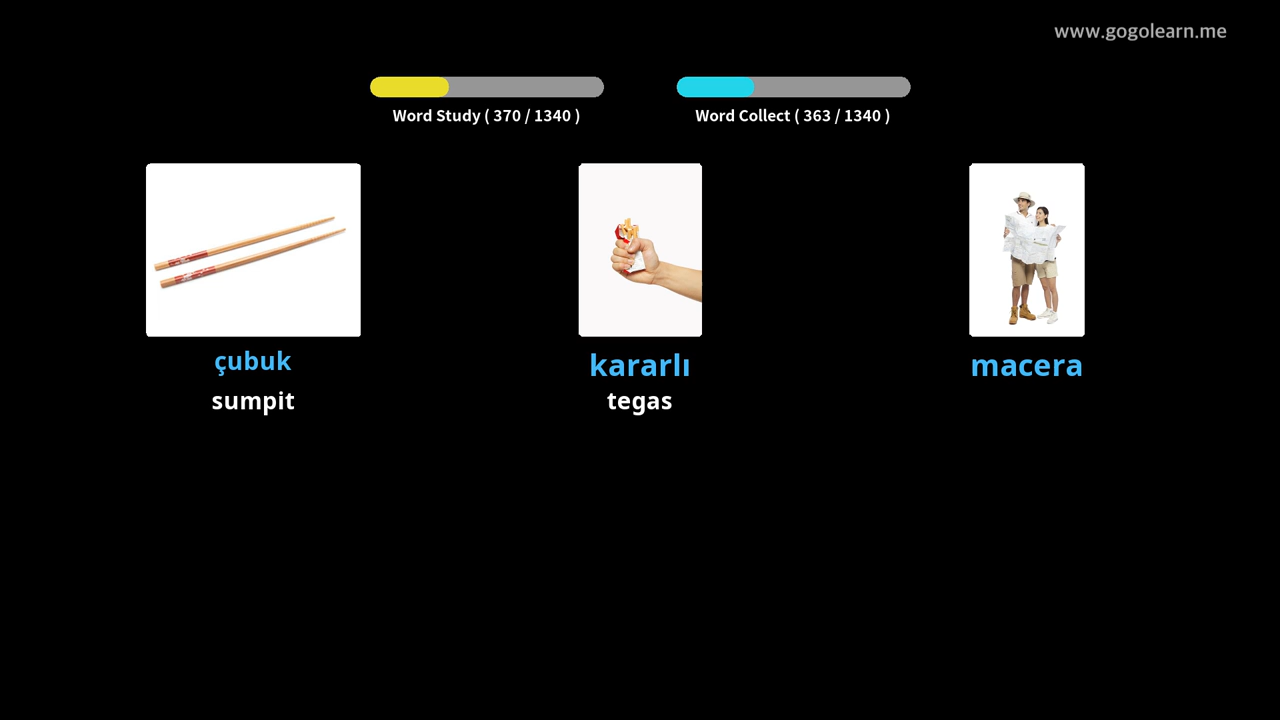 www.gogolearn.me
Word Study ( 370 / 1340 )
Word Collect ( 363 / 1340 )
çubuk
sumpit
kararlı
tegas
macera